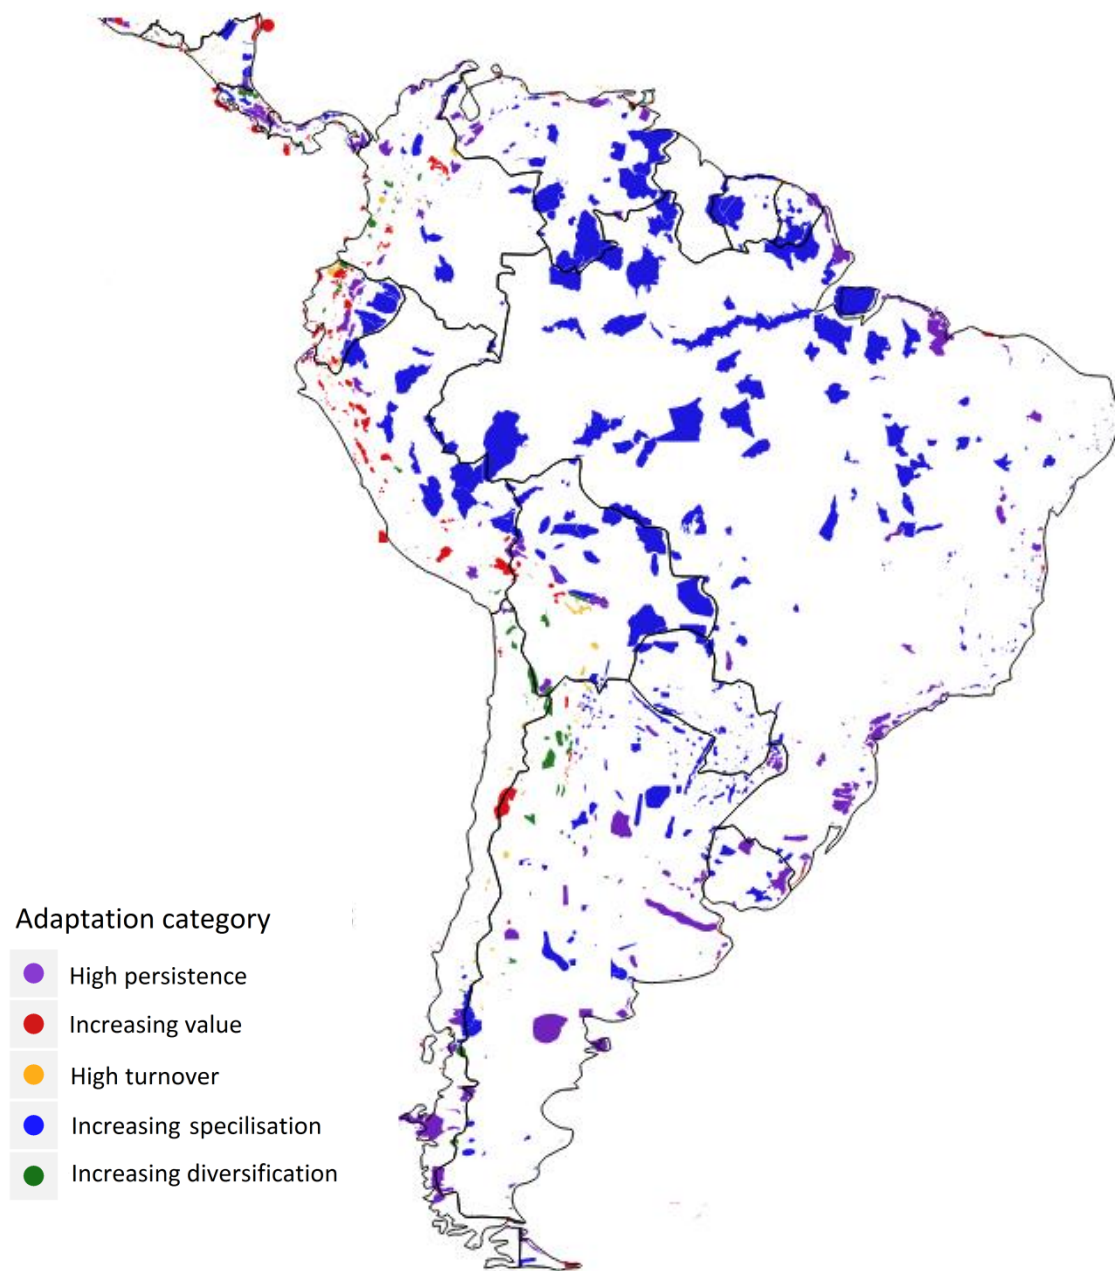 Adaptation category
High persistence
Increasing value
High turnover
Increasing specilisation
Increasing diversification